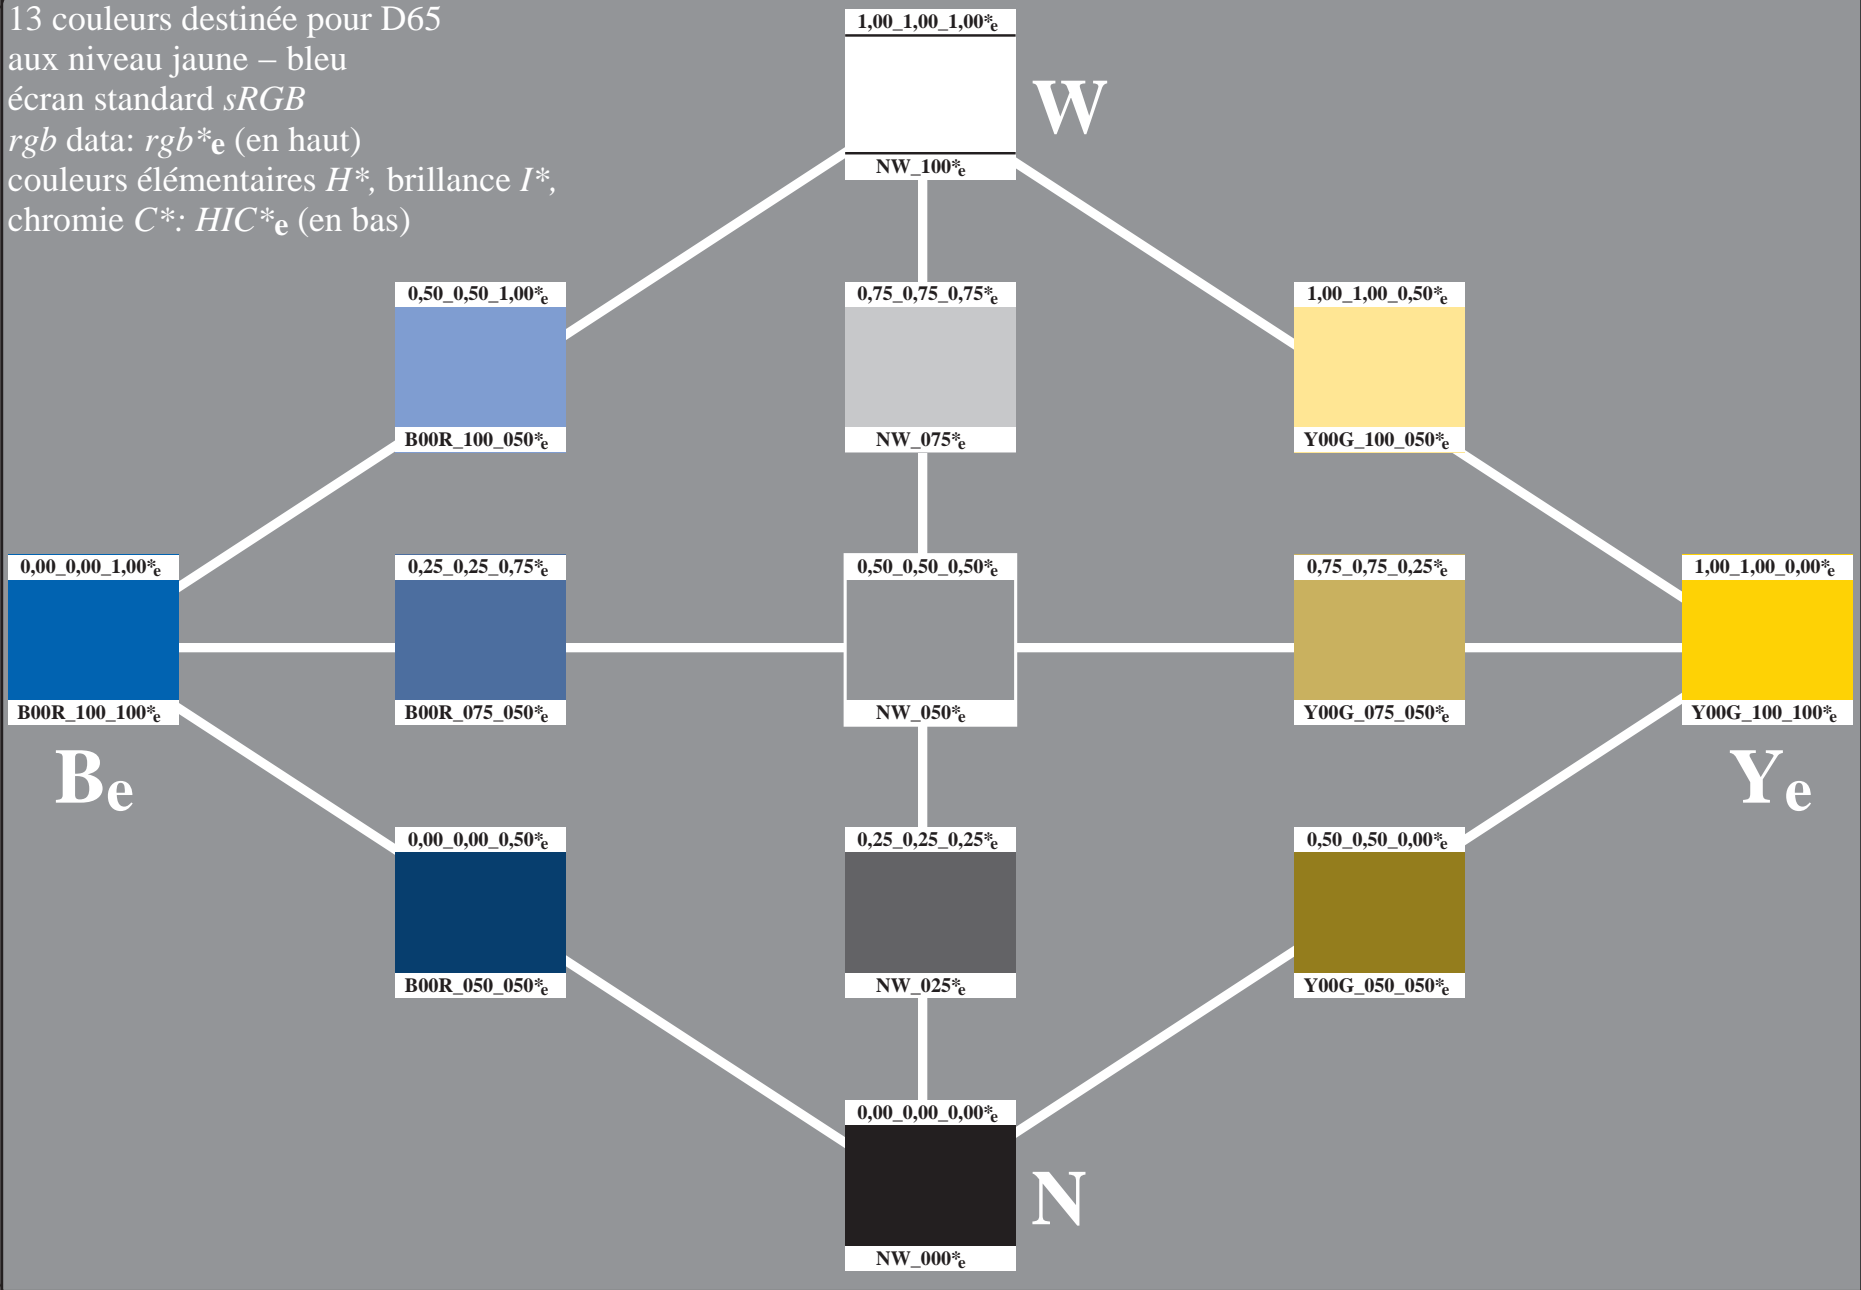 13 couleurs destinée pour D65
aux niveau jaune – bleu
écran standard sRGB
rgb data: rgb*e (en haut)
couleurs élémentaires H*, brillance I*,
chromie C*: HIC*e (en bas)
1,00_1,00_1,00*e
W
NW_100*e
0,50_0,50_1,00*e
0,75_0,75_0,75*e
1,00_1,00_0,50*e
B00R_100_050*e
NW_075*e
Y00G_100_050*e
0,00_0,00_1,00*e
0,25_0,25_0,75*e
0,50_0,50_0,50*e
0,75_0,75_0,25*e
1,00_1,00_0,00*e
B00R_100_100*e
B00R_075_050*e
NW_050*e
Y00G_075_050*e
Y00G_100_100*e
Be
Ye
0,00_0,00_0,50*e
0,25_0,25_0,25*e
0,50_0,50_0,00*e
B00R_050_050*e
NW_025*e
Y00G_050_050*e
0,00_0,00_0,00*e
N
NW_000*e